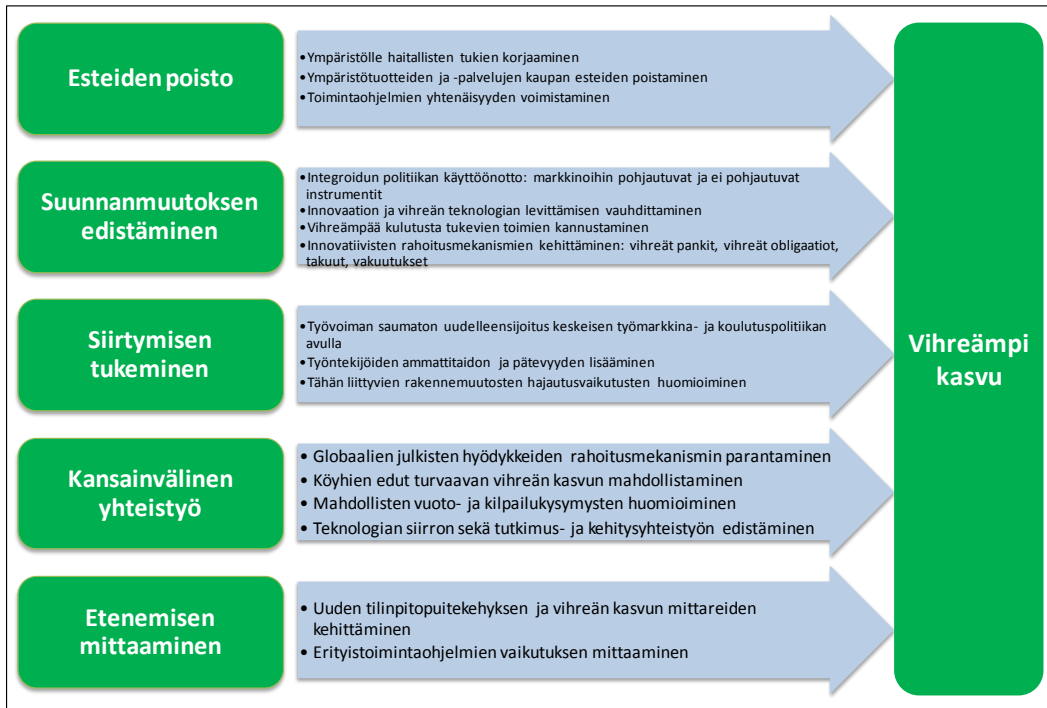 Esteiden poisto
•Ympäristölle haitallisten tukien korjaaminen
•Ympäristötuotteiden ja -palvelujen kaupan esteiden poistaminen
•Toimintaohjelmien yhtenäisyyden voimistaminen
Suunnanmuutoksen
edistäminen
•Integroidun politiikan käyttöönotto: markkinoihin pohjautuvat ja ei pohjautuvat
instrumentit
•Innovaation ja vihreän teknologian levittämisen vauhdittaminen
•Vihreämpää kulutusta tukevien toimien kannustaminen
•Innovatiivisten rahoitusmekanismien kehittäminen: vihreät pankit, vihreät obligaatiot,
takuut, vakuutukset
Siirtymisen
tukeminen
•Työvoiman saumaton uudelleensijoitus keskeisen työmarkkina- ja koulutuspolitiikan
avulla
•Työntekijöiden ammattitaidon ja pätevyyden lisääminen
•Tähän liittyvien rakennemuutosten hajautusvaikutusten huomioiminen
Kansainvälinen
yhteistyö
• Globaalien julkisten hyödykkeiden rahoitusmekanismin parantaminen
• Köyhien edut turvaavan vihreän kasvun mahdollistaminen
• Mahdollisten vuoto- ja kilpailukysymysten huomioiminen
• Teknologian siirron sekä tutkimus- ja kehitysyhteistyön edistäminen
Etenemisen
mittaaminen
• Uuden tilinpitopuitekehyksen ja vihreän kasvun mittareiden
kehittäminen
• Erityistoimintaohjelmien vaikutuksen mittaaminen
Vihreämpi
kasvu